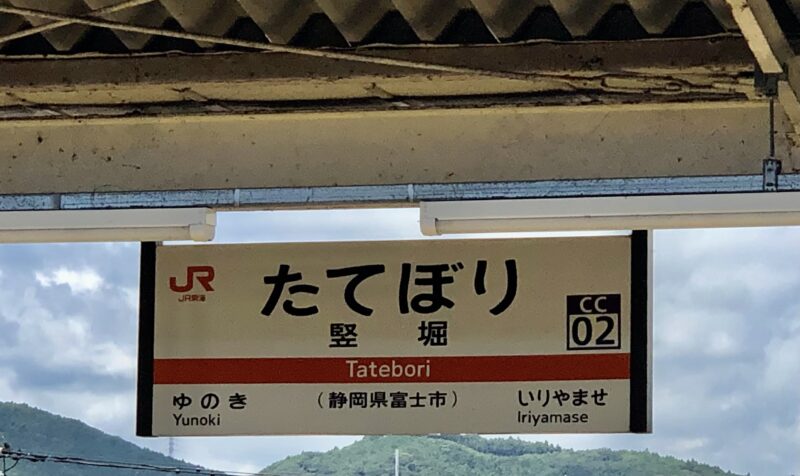 JR
JR東海
たてぼり
竪 堀
CC
02
Tatebori
ゆのき
Yunoki
（静岡県富士市）
いりやませ
Iriyamase